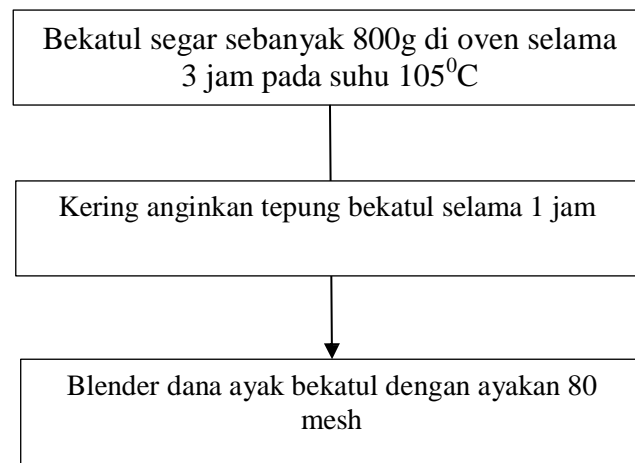 Bekatul segar sebanyak 800g di oven selama
3 jam pada suhu 105⁰C
Kering anginkan tepung bekatul selama 1 jam
Blender dana ayak bekatul dengan ayakan 80
mesh